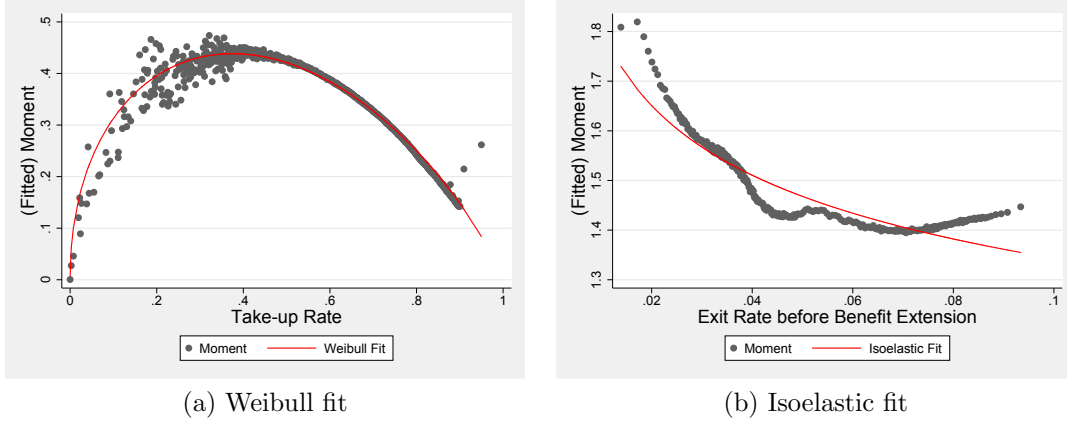 (Fitted) Moment
.5
.4
.3
.2
.1
0
0
.2
.4
.6
.8
1
Take-up Rate
Moment
Weibull Fit
(a) Weibull fit
(Fitted) Moment
1.8
1.7
1.6
1.5
1.4
1.3
.02
.04
.06
.08
.1
Exit Rate before Benefit Extension
Moment
Isoelastic Fit
(b) Isoelastic fit